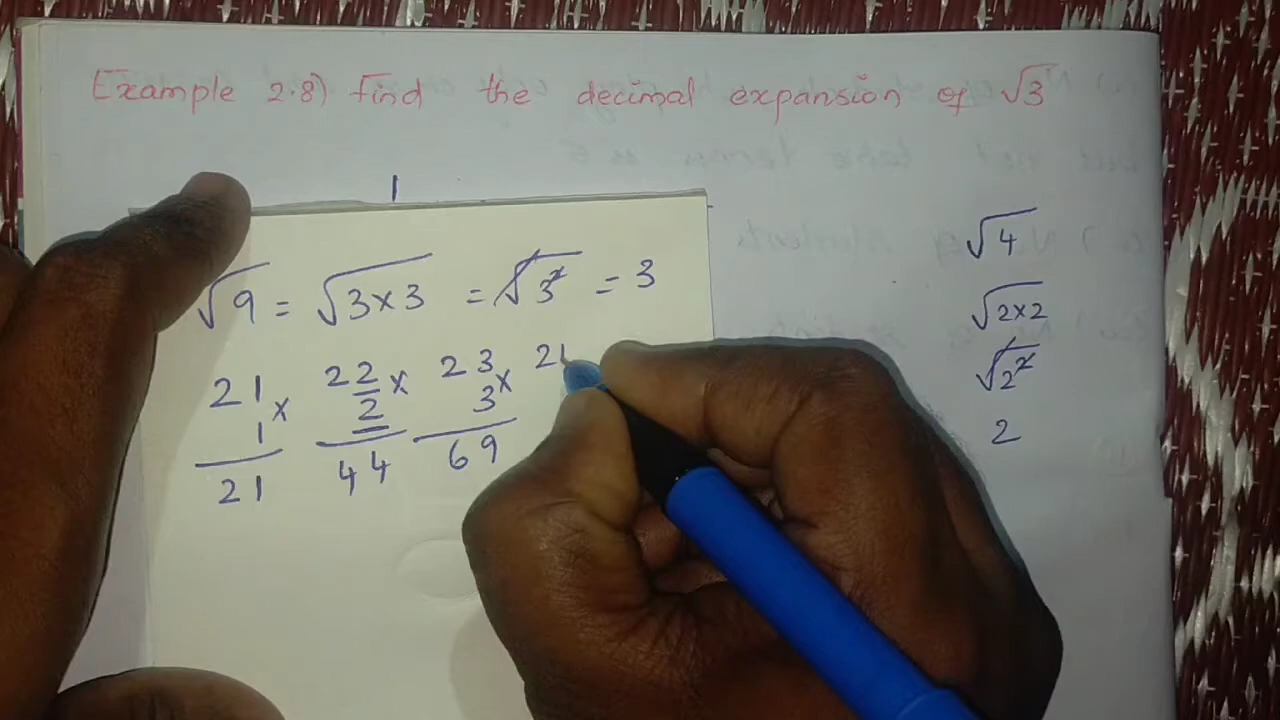 Example 2.8) Find the decimal expansion of √3
1
√9 = √3×3 = √3² = 3
21 × 1 = 21
22 × 2 = 44
23 × 3 = 69
√4
√2×2
√2²
2